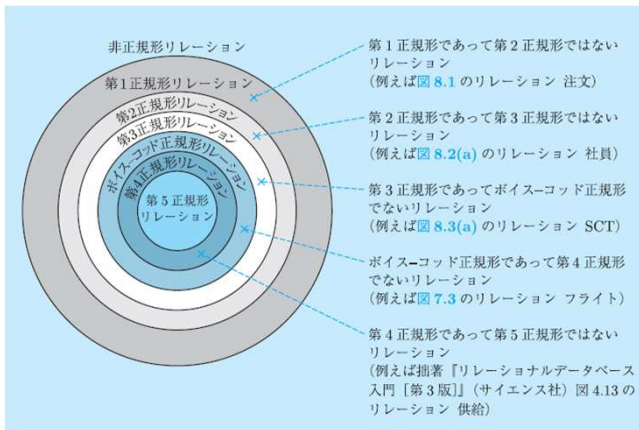 非正規形リレーション
第1正規形リレーション
第2正規形リレーション
第3正規形リレーション
ボイス–コッド正規形リレーション
第4正規形リレーション
第5正規形
リレーション
第1正規形であって第2正規形ではない
リレーション
(例えば図8.1のリレーション 注文)
第2正規形であって第3正規形ではない
リレーション
(例えば図8.2(a)のリレーション 社員)
第3正規形であってボイス–コッド正規形
でないリレーション
(例えば図8.3(a)のリレーション SCT)
ボイス–コッド正規形であって第4正規形
でないリレーション
(例えば図7.3のリレーション フライト)
第4正規形であって第5正規形ではない
リレーション
(例えば拙著『リレーショナルデータベース
入門［第3版］』(サイエンス社) 図4.13の
リレーション 供給)